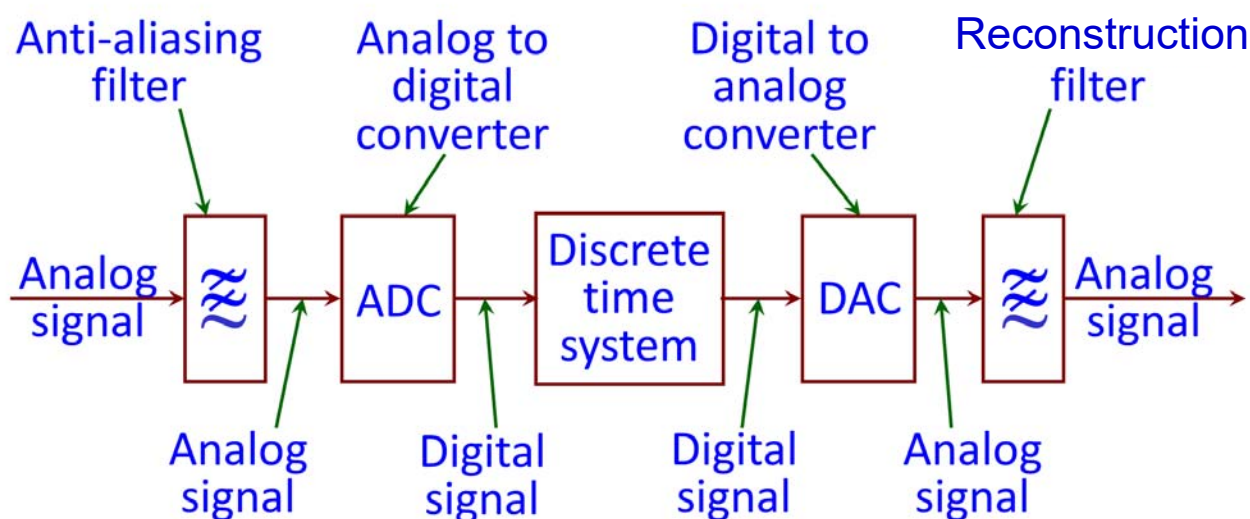 Anti-aliasing
filter
Analog to
digital
converter
Digital to
analog
converter
Reconstruction
filter
Analog
signal
ADC
Discrete
time
system
DAC
Analog
signal
Analog
signal
Digital
signal
Digital
signal
Analog
signal